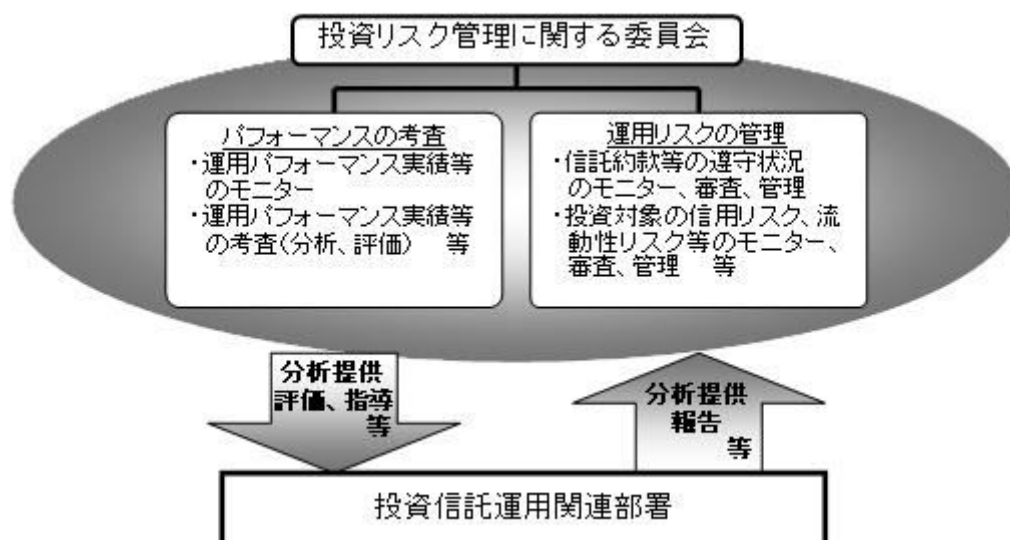 投資リスク管理に関する委員会
パフォーマンスの考査
・運用パフォーマンス実績等
のモニター
・運用パフォーマンス実績等
の考査(分析、評価)　等
運用リスクの管理
・信託約款等の遵守状況
のモニター、審査、管理
・投資対象の信用リスク、流
動性リスク等のモニター、
審査、管理　等
分析提供
評価、指導
等
分析提供
報告
等
投資信託運用関連部署